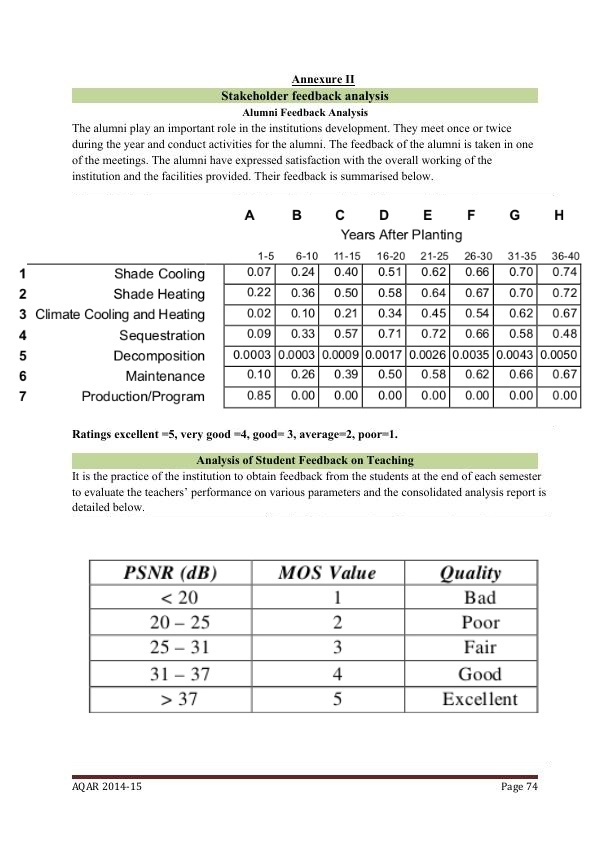 Annexure II
Stakeholder feedback analysis
Alumni Feedback Analysis
The alumni play an important role in the institutions development. They meet once or twice
during the year and conduct activities for the alumni. The feedback of the alumni is taken in one
of the meetings. The alumni have expressed satisfaction with the overall working of the
institution and the facilities provided. Their feedback is summarised below.
A B C D E F G H
Years After Planting
1-5 6-10 11-15 16-20 21-25 26-30 31-35 36-40
1 Shade Cooling 0.07 0.24 0.40 0.51 0.62 0.66 0.70 0.74
2 Shade Heating 0.22 0.36 0.50 0.58 0.64 0.67 0.70 0.72
3 Climate Cooling and Heating 0.02 0.10 0.21 0.34 0.45 0.54 0.62 0.67
4 Sequestration 0.09 0.33 0.57 0.71 0.72 0.66 0.58 0.48
5 Decomposition 0.0003 0.0003 0.0009 0.0017 0.0026 0.0035 0.0043 0.0050
6 Maintenance 0.10 0.26 0.39 0.50 0.58 0.62 0.66 0.67
7 Production/Program 0.85 0.00 0.00 0.00 0.00 0.00 0.00 0.00
Ratings excellent =5, very good =4, good= 3, average=2, poor=1.
Analysis of Student Feedback on Teaching
It is the practice of the institution to obtain feedback from the students at the end of each semester
to evaluate the teachers' performance on various parameters and the consolidated analysis report is
detailed below.
PSNR (dB) MOS Value Quality
< 20 1 Bad
20 – 25 2 Poor
25 – 31 3 Fair
31 – 37 4 Good
> 37 5 Excellent
AQAR 2014-15 Page 74